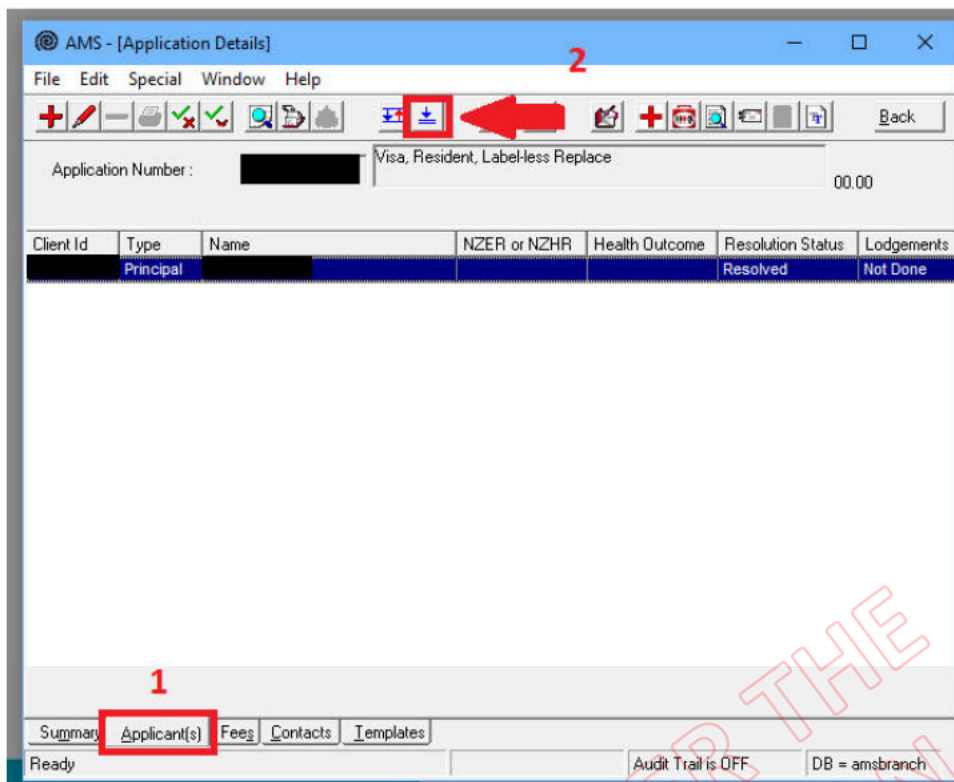 AMS - [Application Details]
2
File Edit Special Window Help
Back
Application Number :
Visa, Resident, Label-less Replace
00.00
Client Id Type Name NZER or NZHR Health Outcome Resolution Status Lodgements
Principal Resolved Not Done
1
Summary Applicant(s) Fees Contacts Templates
Ready Audit Trail is OFF DB = amsbranch
ER THE